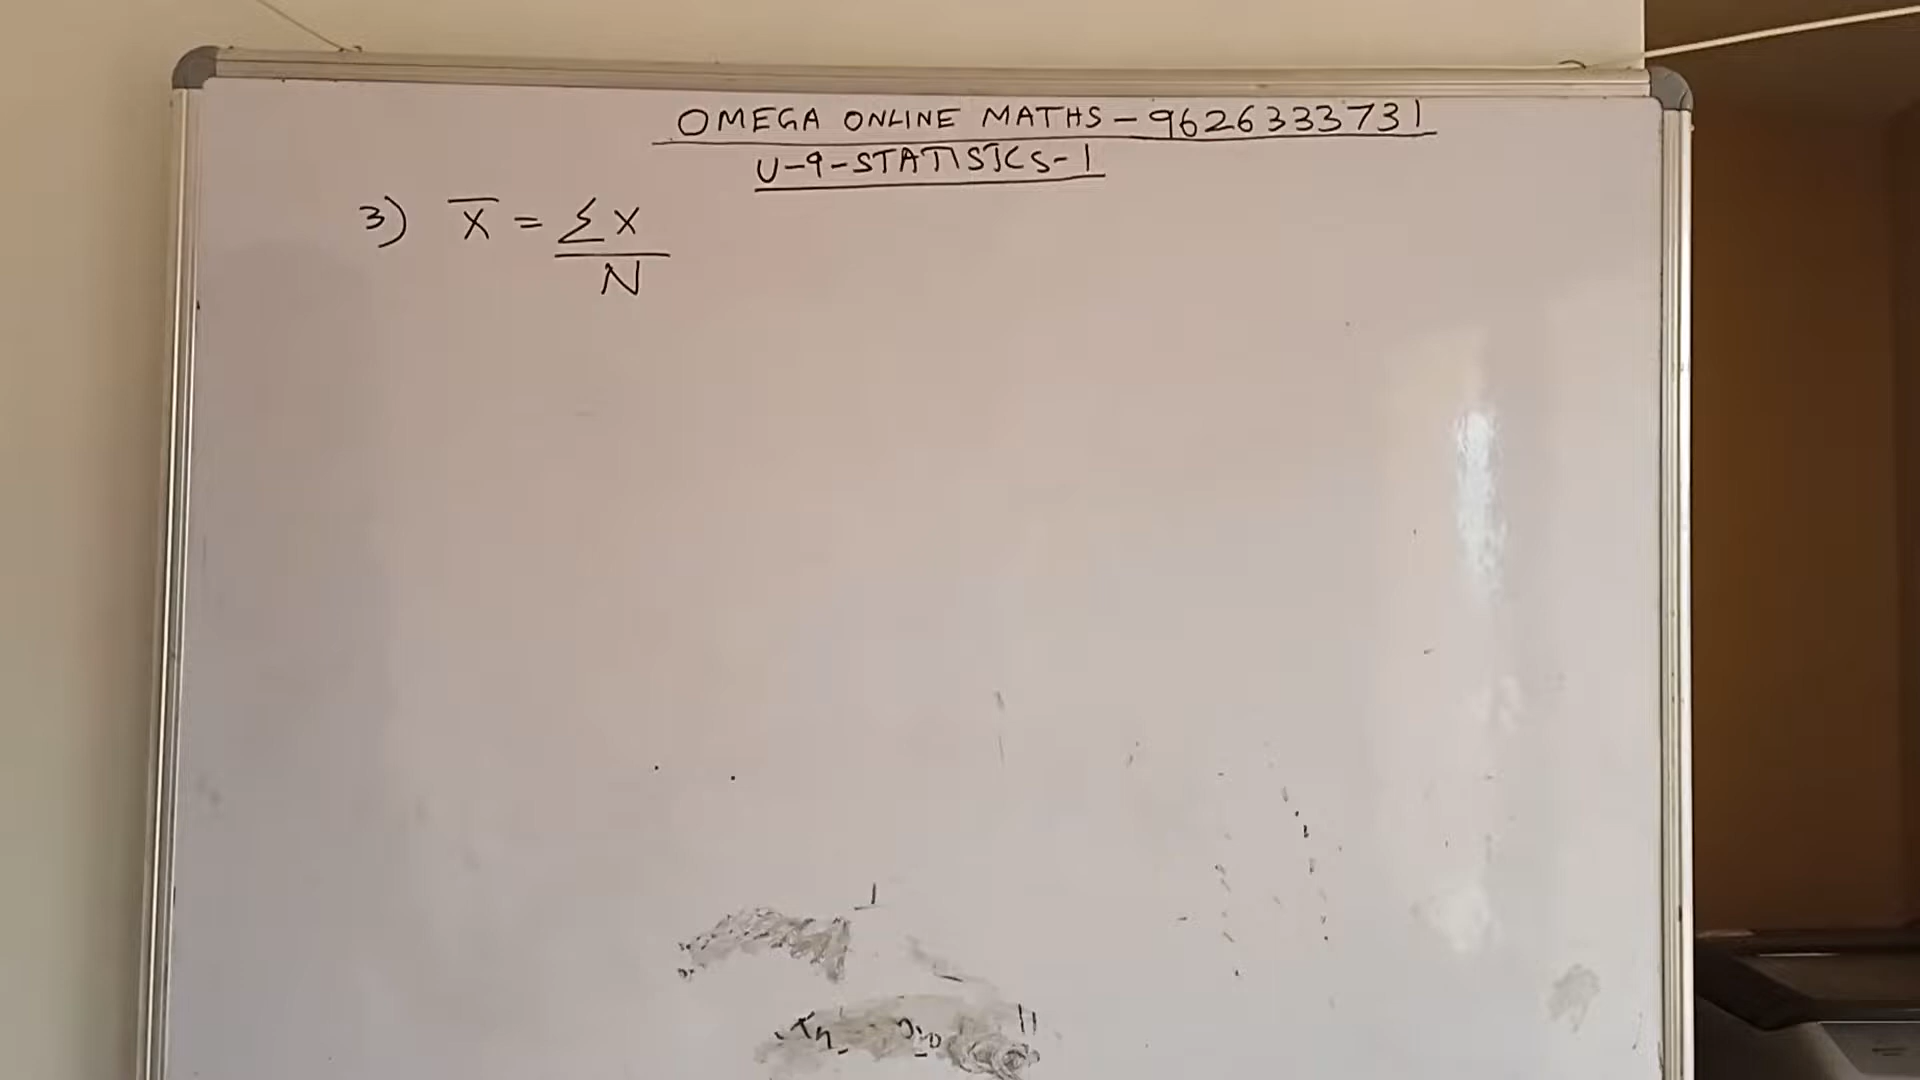 OMEGA ONLINE MATHS - 9626333731
U-9-STATISTICS-1
3) X̅ = ΣX
N